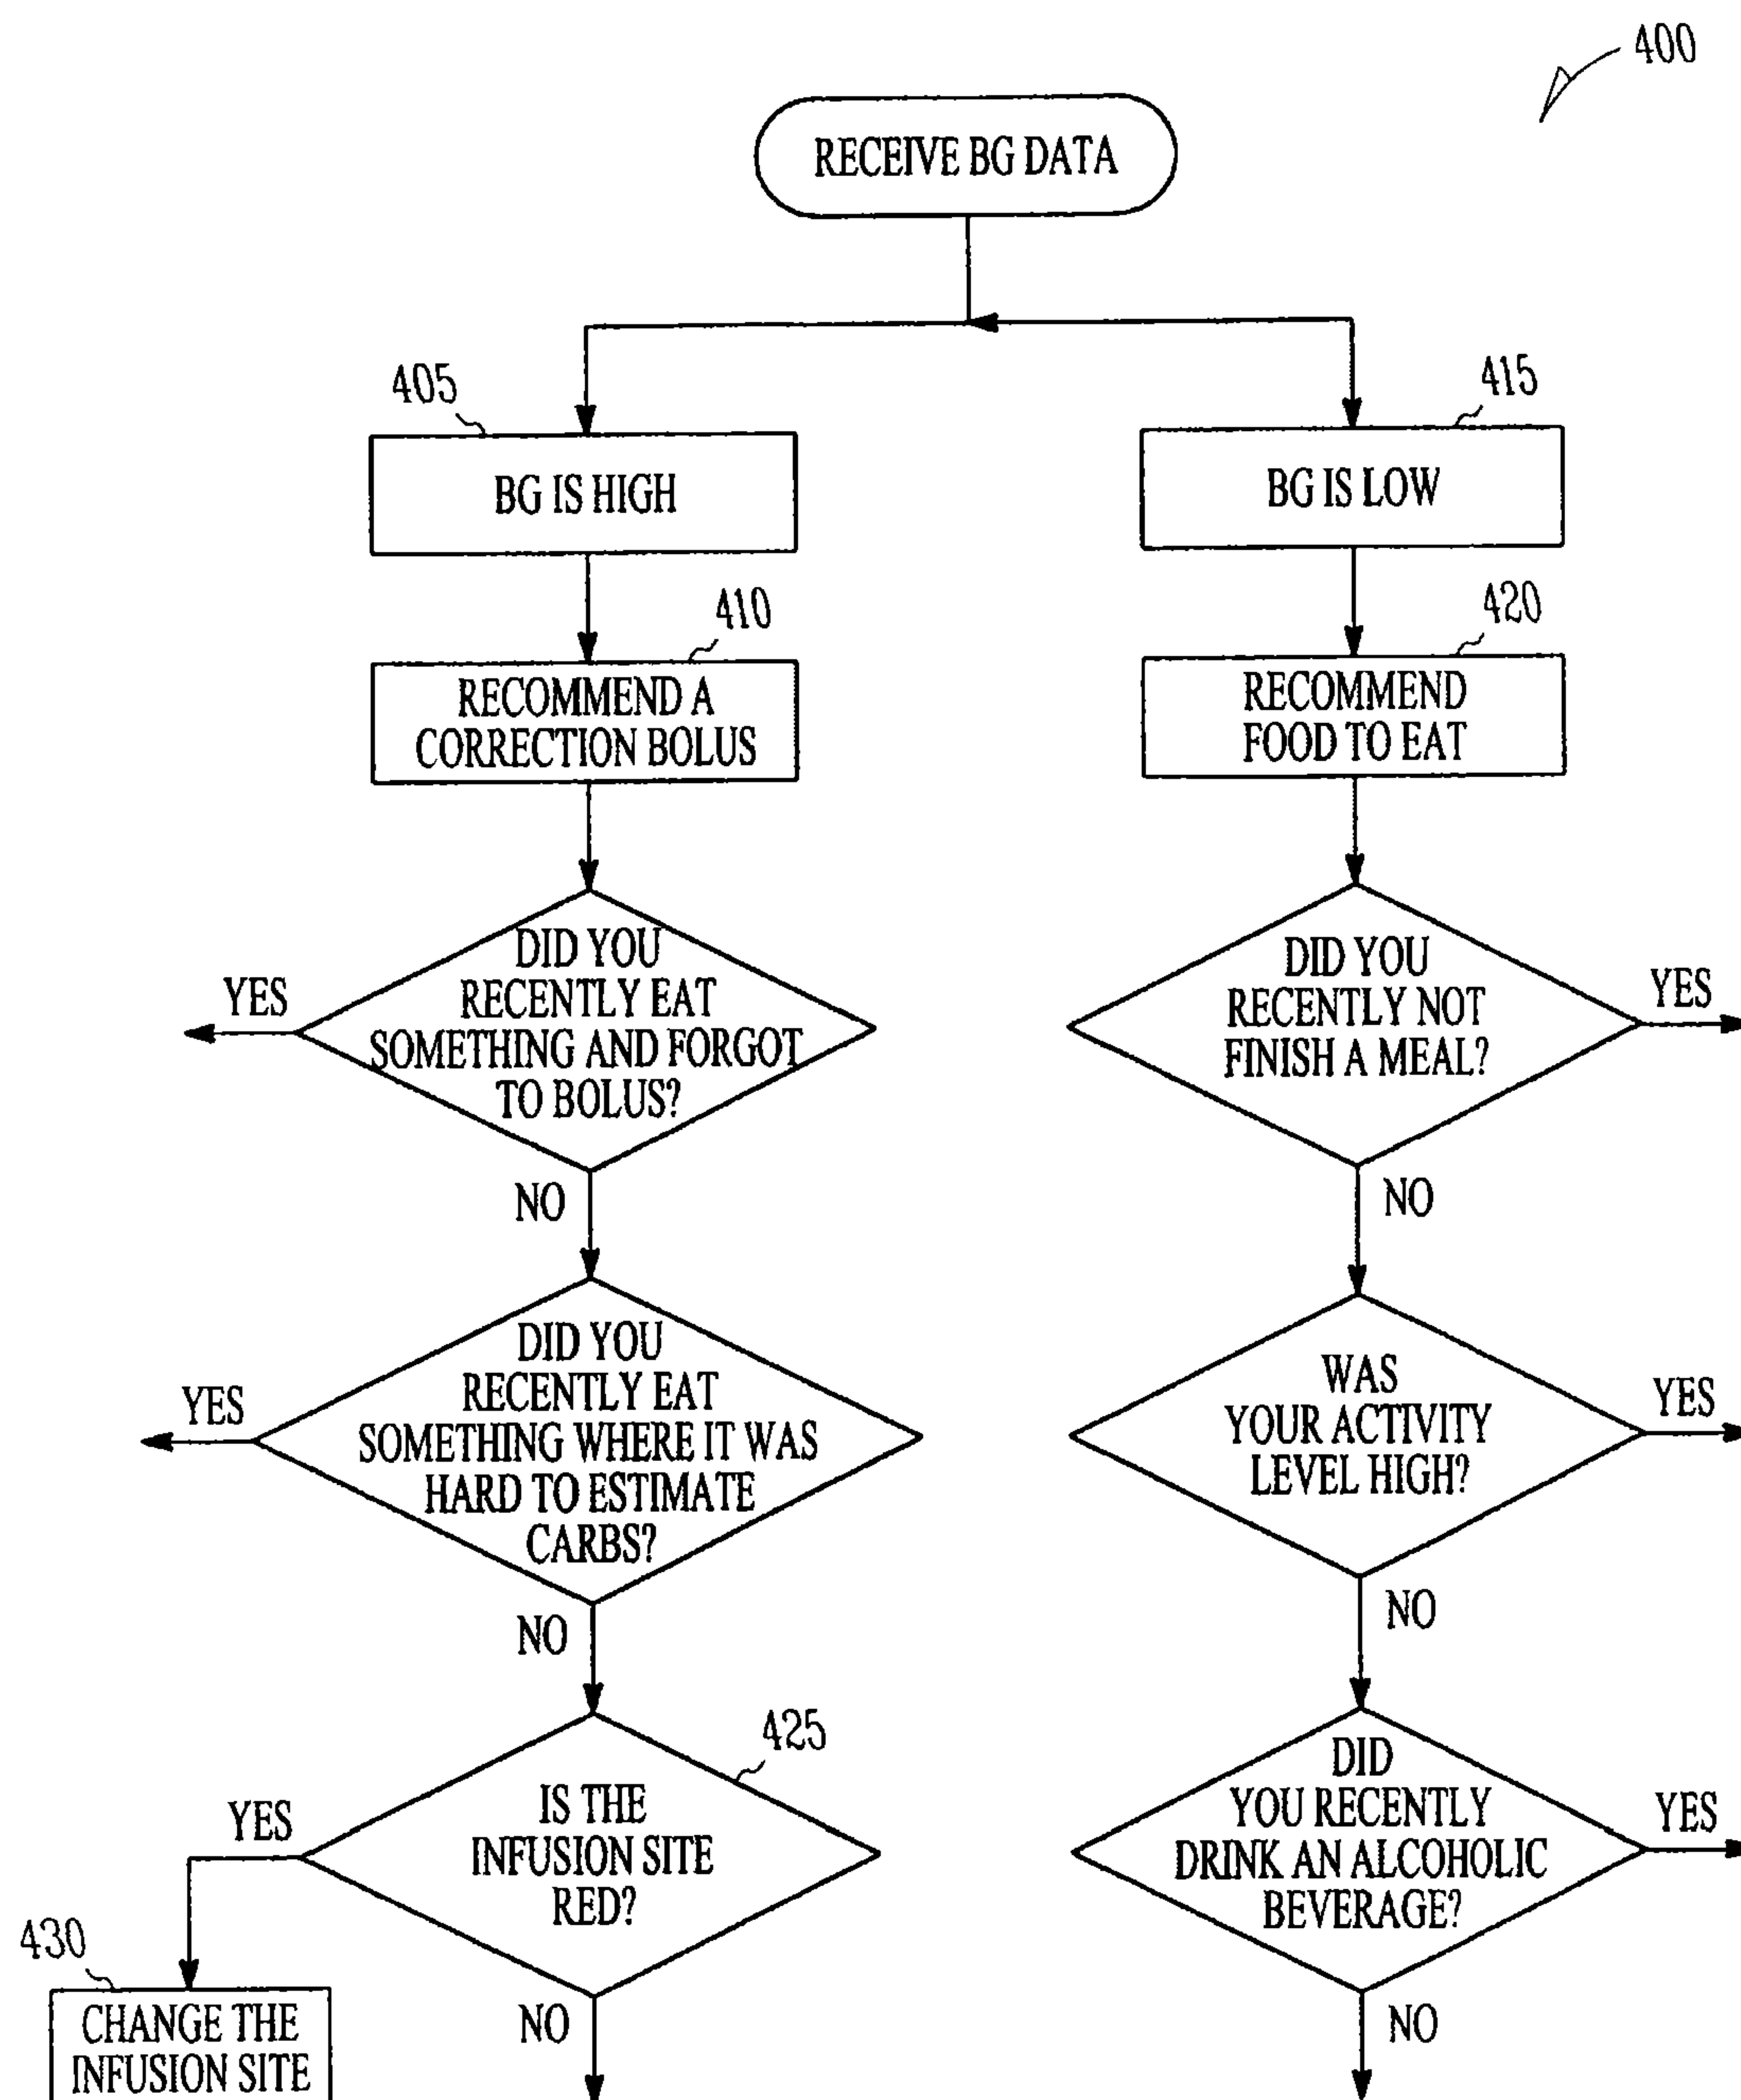 400
RECEIVE BG DATA
405
BG IS HIGH
410
RECOMMEND A
CORRECTION BOLUS
DID YOU
RECENTLY EAT
SOMETHING AND FORGOT
TO BOLUS?
YES
NO
DID YOU
RECENTLY EAT
SOMETHING WHERE IT WAS
HARD TO ESTIMATE
CARBS?
YES
NO
425
IS THE
INFUSION SITE
RED?
YES
NO
430
CHANGE THE
INFUSION SITE
415
BG IS LOW
420
RECOMMEND
FOOD TO EAT
DID YOU
RECENTLY NOT
FINISH A MEAL?
YES
NO
WAS
YOUR ACTIVITY
LEVEL HIGH?
YES
NO
DID
YOU RECENTLY
DRINK AN ALCOHOLIC
BEVERAGE?
YES
NO